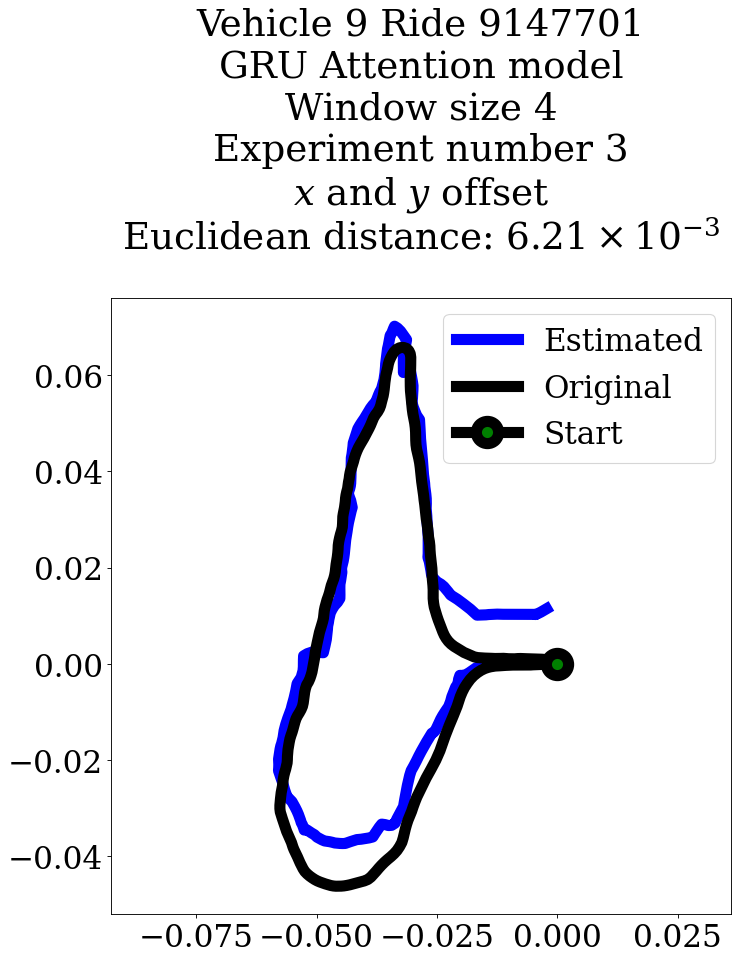 Vehicle 9 Ride 9147701
GRU Attention model
Window size 4
Experiment number 3
x and y offset
Euclidean distance: 6.21 × 10⁻³
Estimated
Original
Start
0.06
0.04
0.02
0.00
−0.02
−0.04
−0.075 −0.050 −0.025 0.000 0.025